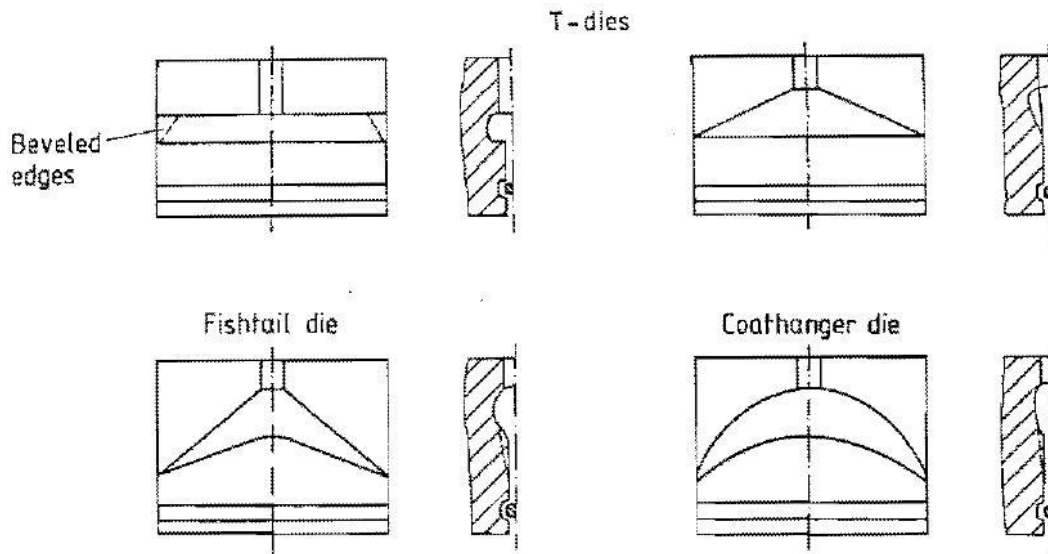 T-dies
Beveled
edges
Fishtail die
Coathanger die